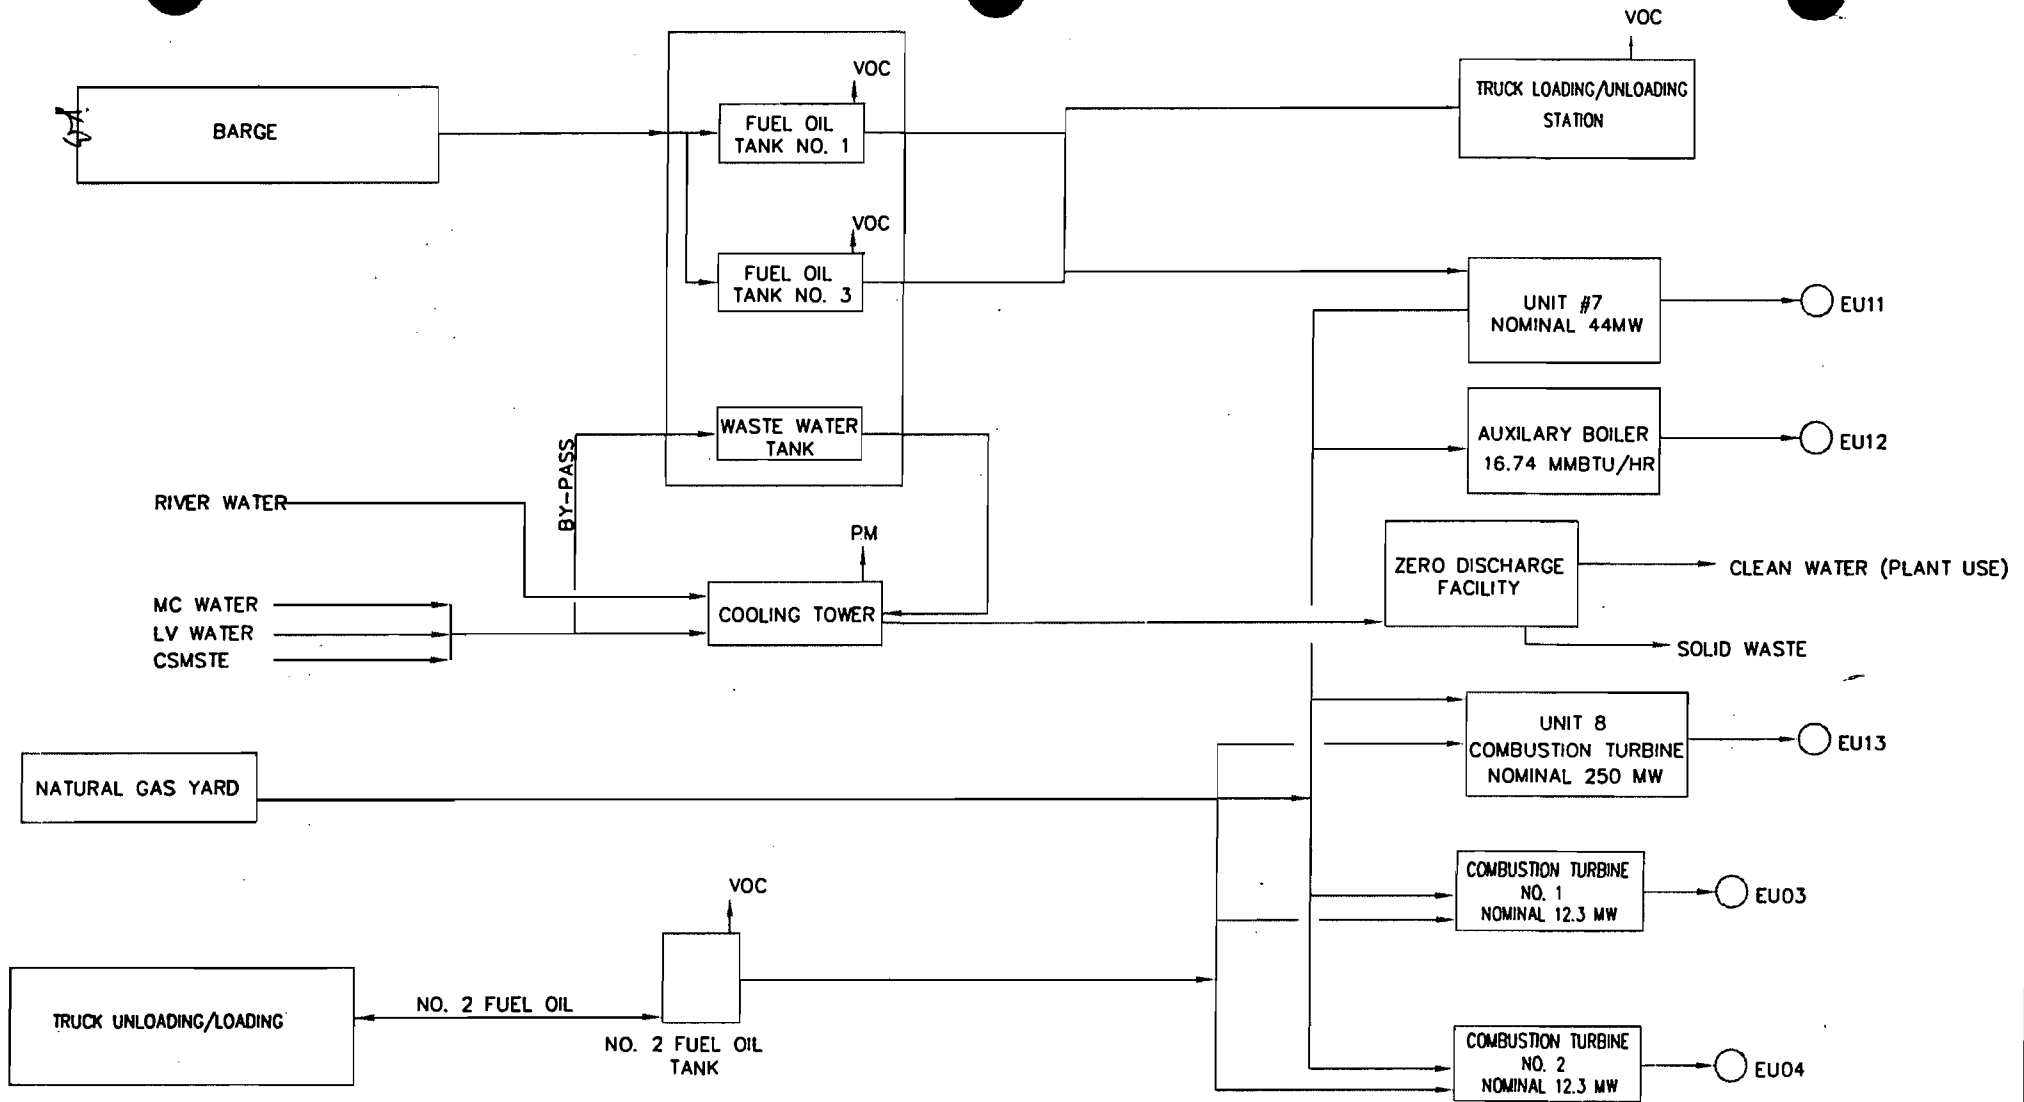 VOC
TRUCK LOADING/UNLOADING
STATION
BARGE
VOC
FUEL OIL
TANK NO. 1
VOC
FUEL OIL
TANK NO. 3
UNIT #7
NOMINAL 44MW
EU11
WASTE WATER
TANK
AUXILARY BOILER
16.74 MMBTU/HR
EU12
BY-PASS
RIVER WATER
PM
ZERO DISCHARGE
FACILITY
CLEAN WATER (PLANT USE)
MC WATER
LV WATER
CSMSTE
COOLING TOWER
SOLID WASTE
UNIT 8
COMBUSTION TURBINE
NOMINAL 250 MW
EU13
NATURAL GAS YARD
COMBUSTION TURBINE
NO. 1
NOMINAL 12.3 MW
EU03
VOC
TRUCK UNLOADING/LOADING
NO. 2 FUEL OIL
NO. 2 FUEL OIL
TANK
COMBUSTION TURBINE
NO. 2
NOMINAL 12.3 MW
EU04